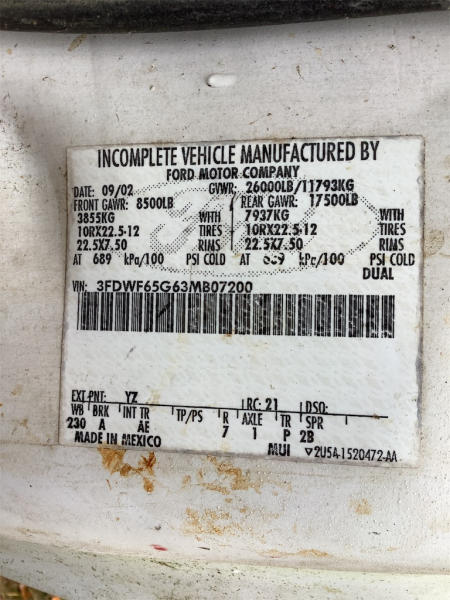 INCOMPLETE VEHICLE MANUFACTURED BY
FORD MOTOR COMPANY
DATE: 09/02 GVWR: 26000LB/11793KG
FRONT GAWR: 8500LB REAR GAWR: 17500LB
3855KG WITH 7937KG WITH
10RX22.5-12 TIRES 10RX22.5-12 TIRES
22.5X7.50 RIMS 22.5X7.50 RIMS
AT 689 kPa/100 PSI COLD AT 689 kPa/100 PSI COLD
DUAL
VIN: 3FDWF65G63MB07200
EXT PNT: YZ RC: 21 DSO:
WB BRK INT TR TP/PS R AXLE TR SPR
230 A AE 7 1 P 2B
MADE IN MEXICO MUI ▽2U54-1520472-AA